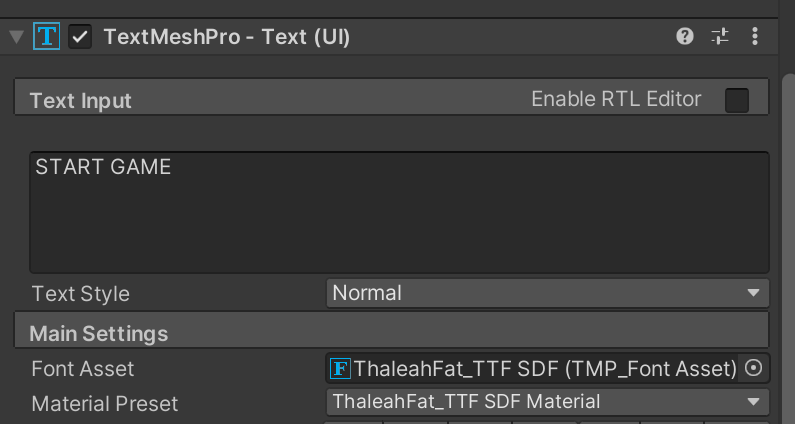 TextMeshPro - Text (UI)
Text Input Enable RTL Editor
START GAME
Text Style Normal
Main Settings
Font Asset ThaleahFat_TTF SDF (TMP_Font Asset)
Material Preset ThaleahFat_TTF SDF Material